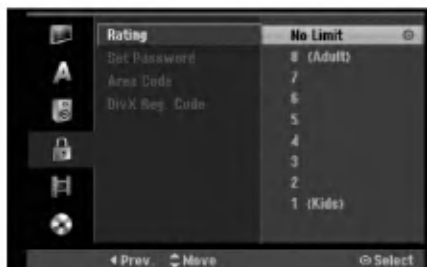 Rating
Set Password
Area Code
DivX Reg. Code
No Limit
8 (Adult)
7
6
5
4
3
2
1 (Kids)
A
Prev. Move Select